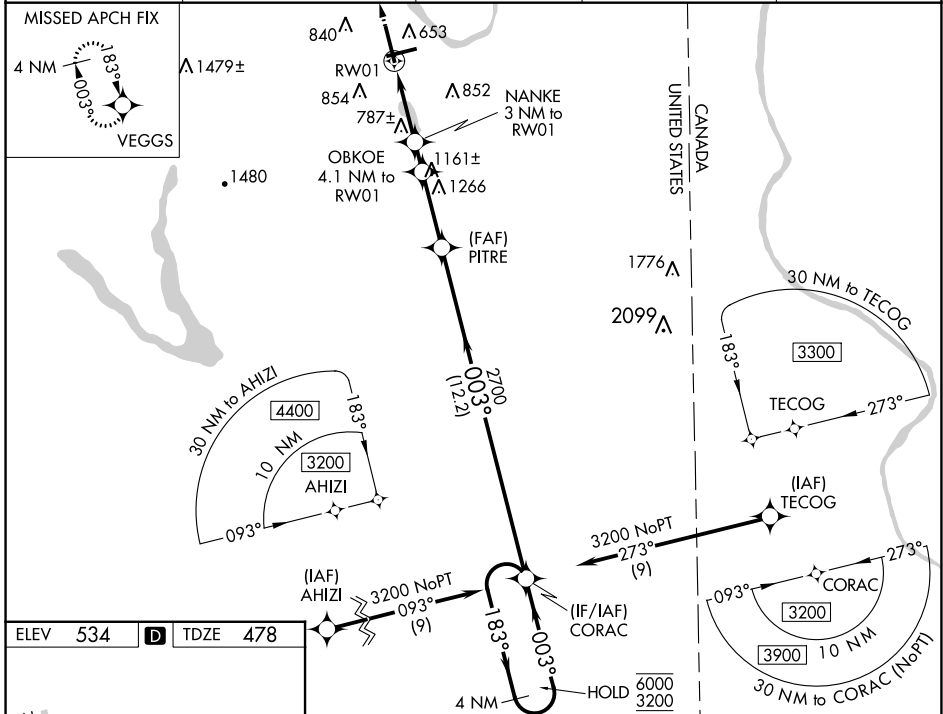 MISSED APCH FIX
4 NM
183°
003°
VEGGS
1479±
840
653
RW01
854
852
787±
NANKE
3 NM to
RW01
OBKOE
4.1 NM to
RW01
1161±
1266
1480
CANADA
UNITED STATES
(FAF)
PITRE
1776
2099
30 NM to TECOG
183°
3300
TECOG
273°
2700
003°
(12.2)
30 NM to AHIZI
4400
183°
10 NM
3200
AHIZI
093°
(IAF)
TECOG
3200 NoPT
273°
(9)
(IAF)
AHIZI
3200 NoPT
093°
(9)
(IF/IAF)
CORAC
183°
003°
4 NM
HOLD
6000
3200
093°
273°
CORAC
3200
10 NM
3900
30 NM to CORAC (NoPT)
ELEV 534
D
TDZE 478